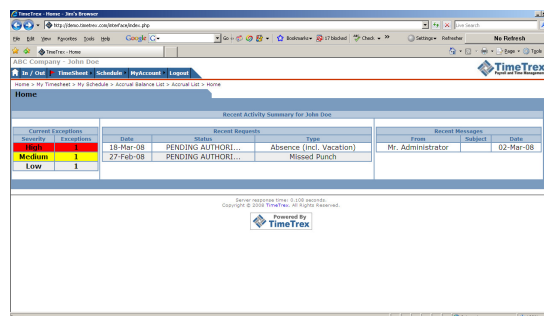 TimeTrex - Home - Jim's Browser
http://demo.timetrex.com/interface/index.php
Live Search
File Edit View Favorites Tools Help Google Go Bookmarks 17 blocked Check Settings Refresher No Refresh
TimeTrex - Home Page Tools
ABC Company - John Doe
TimeTrex
Payroll and Time Management
In / Out TimeSheet Schedule MyAccount Logout
Home > My Timesheet > My Schedule > Accrual Balance List > Accrual List > Home
Home
Recent Activity Summary for John Doe
Current Exceptions Recent Requests Recent Messages
Severity Exceptions Date Status Type From Subject Date
High 1 18-Mar-08 PENDING AUTHORI... Absence (incl. Vacation) Mr. Administrator 02-Mar-08
Medium 1 27-Feb-08 PENDING AUTHORI... Missed Punch
Low 1
Server response time: 0.108 seconds.
Copyright © 2008 TimeTrex. All Rights Reserved.
Powered By
TimeTrex